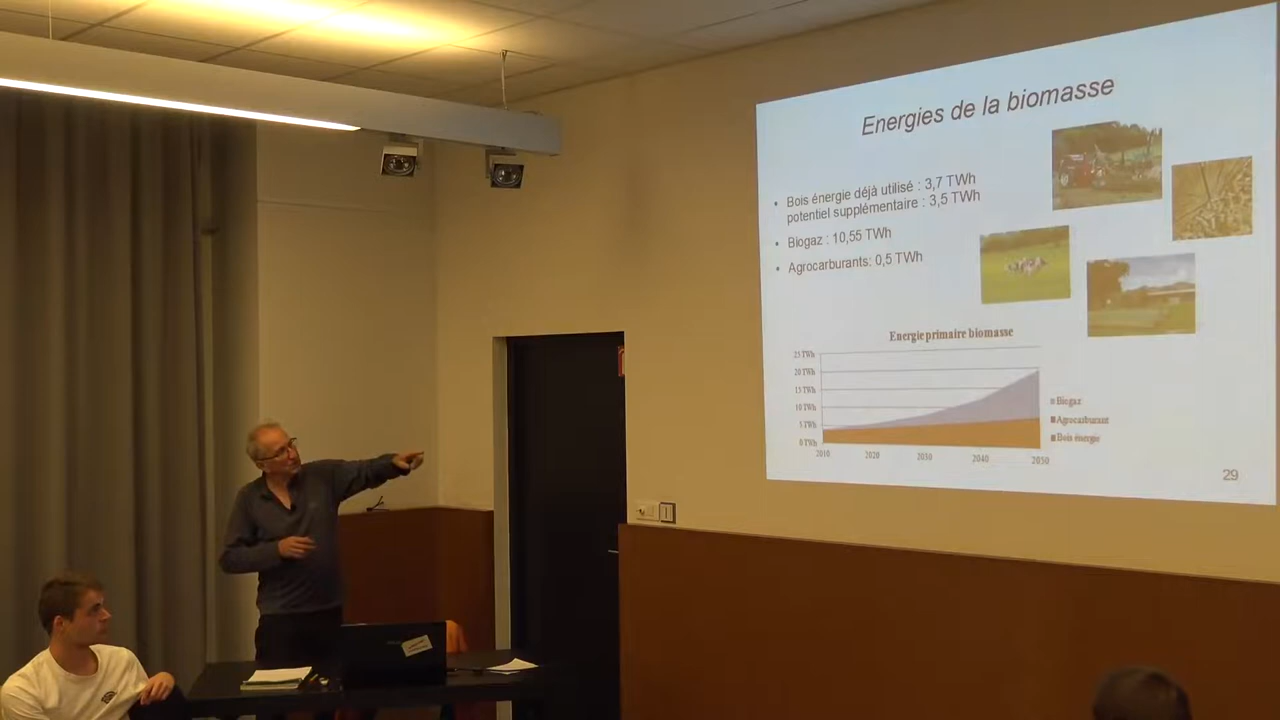 Energies de la biomasse
• Bois énergie déjà utilisé : 3,7 TWh
potentiel supplémentaire : 3,5 TWh
• Biogaz : 10,55 TWh
• Agrocarburants: 0,5 TWh
Energie primaire biomasse
25 TWh
20 TWh
15 TWh
10 TWh
5 TWh
0 TWh
2010 2020 2030 2040 2050
Biogaz
Agrocarburant
Bois énergie
29